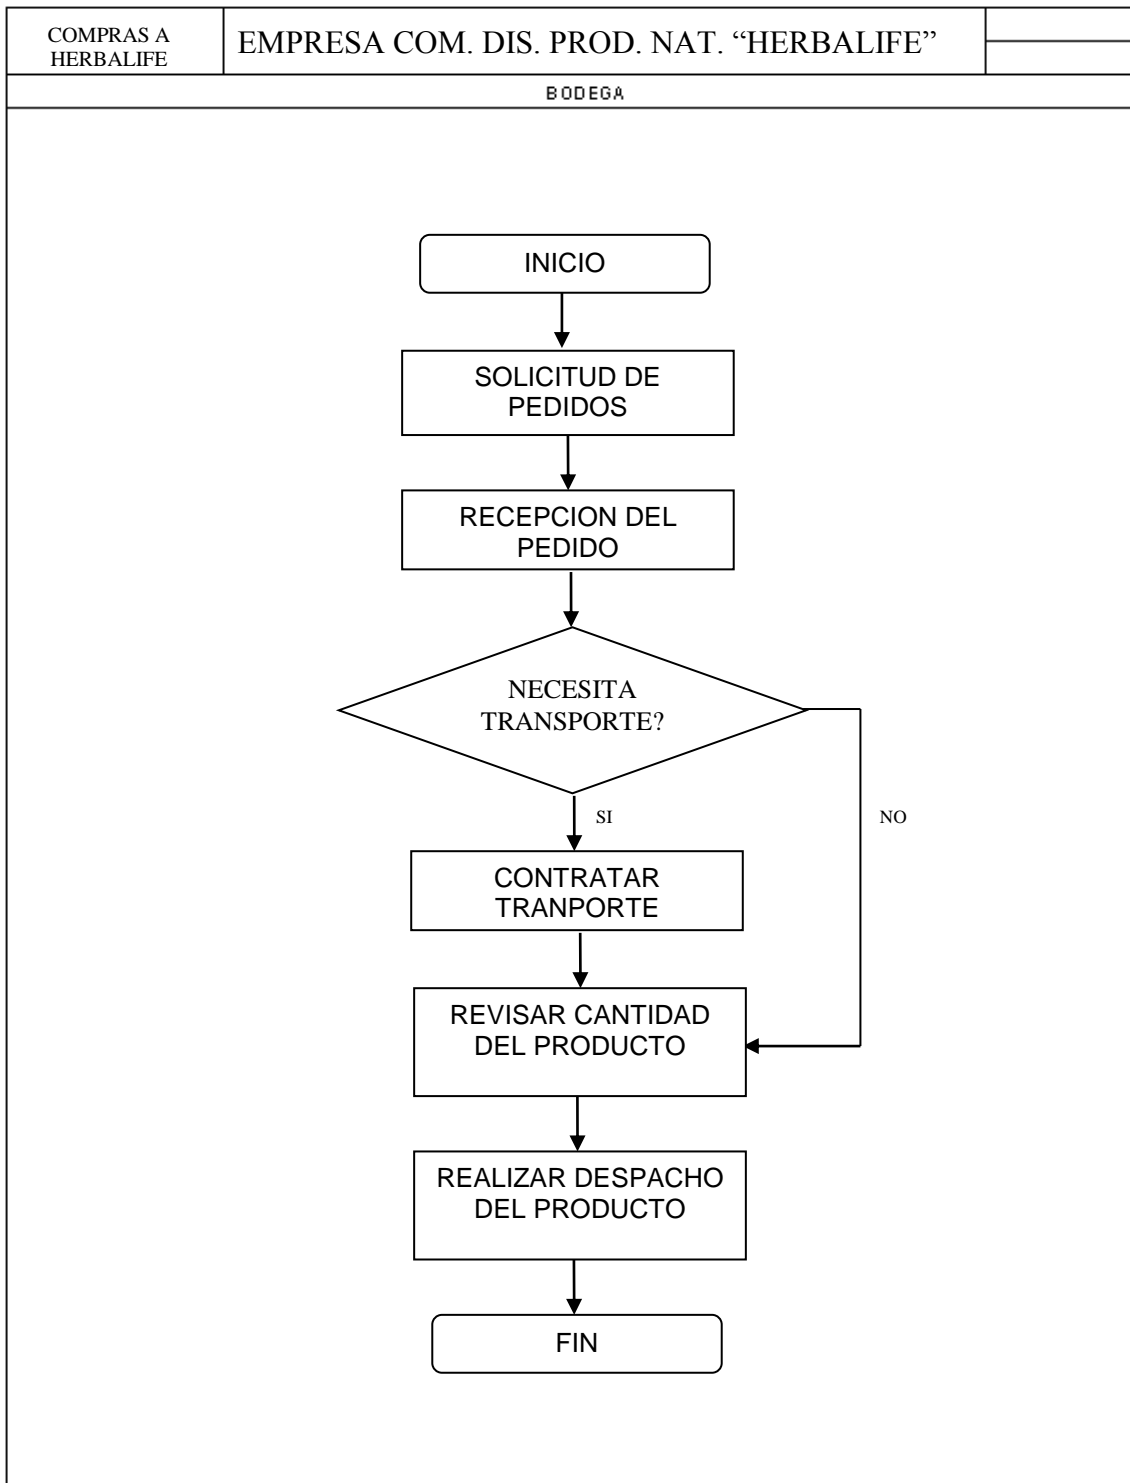 COMPRAS A
HERBALIFE
EMPRESA COM. DIS. PROD. NAT. “HERBALIFE”
BODEGA
INICIO
SOLICITUD DE
PEDIDOS
RECEPCION DEL
PEDIDO
NECESITA
TRANSPORTE?
SI
NO
CONTRATAR
TRANPORTE
REVISAR CANTIDAD
DEL PRODUCTO
REALIZAR DESPACHO
DEL PRODUCTO
FIN